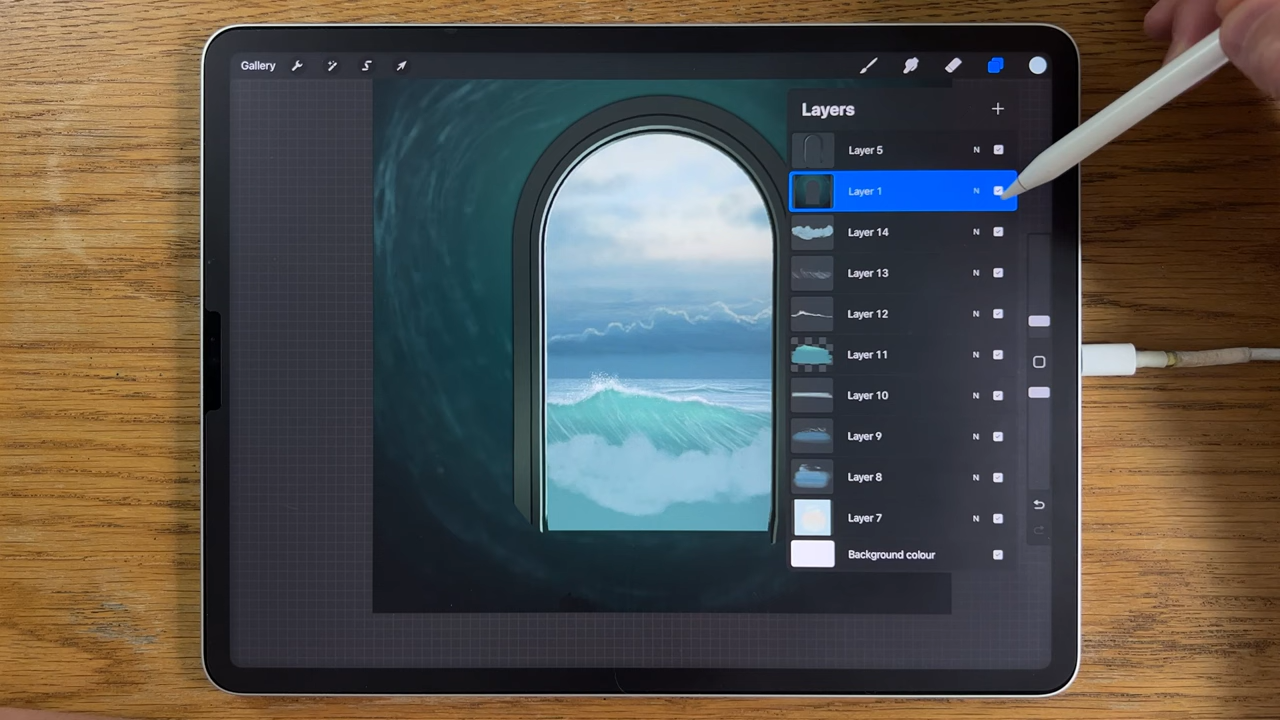 Gallery
Layers
Layer 5 N
Layer 1 N
Layer 14 N
Layer 13 N
Layer 12 N
Layer 11 N
Layer 10 N
Layer 9 N
Layer 8 N
Layer 7 N
Background colour